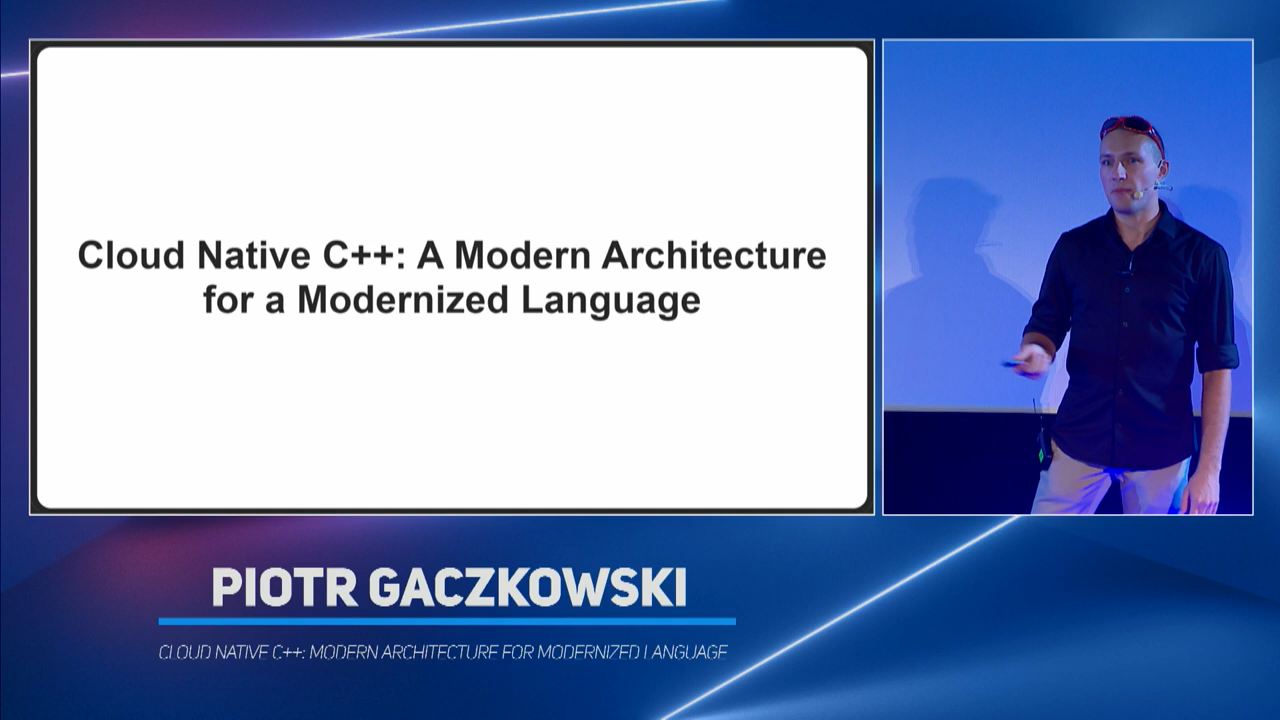 Cloud Native C++: A Modern Architecture
for a Modernized Language
PIOTR GACZKOWSKI
CLOUD NATIVE C++: MODERN ARCHITECTURE FOR MODERNIZED LANGUAGE